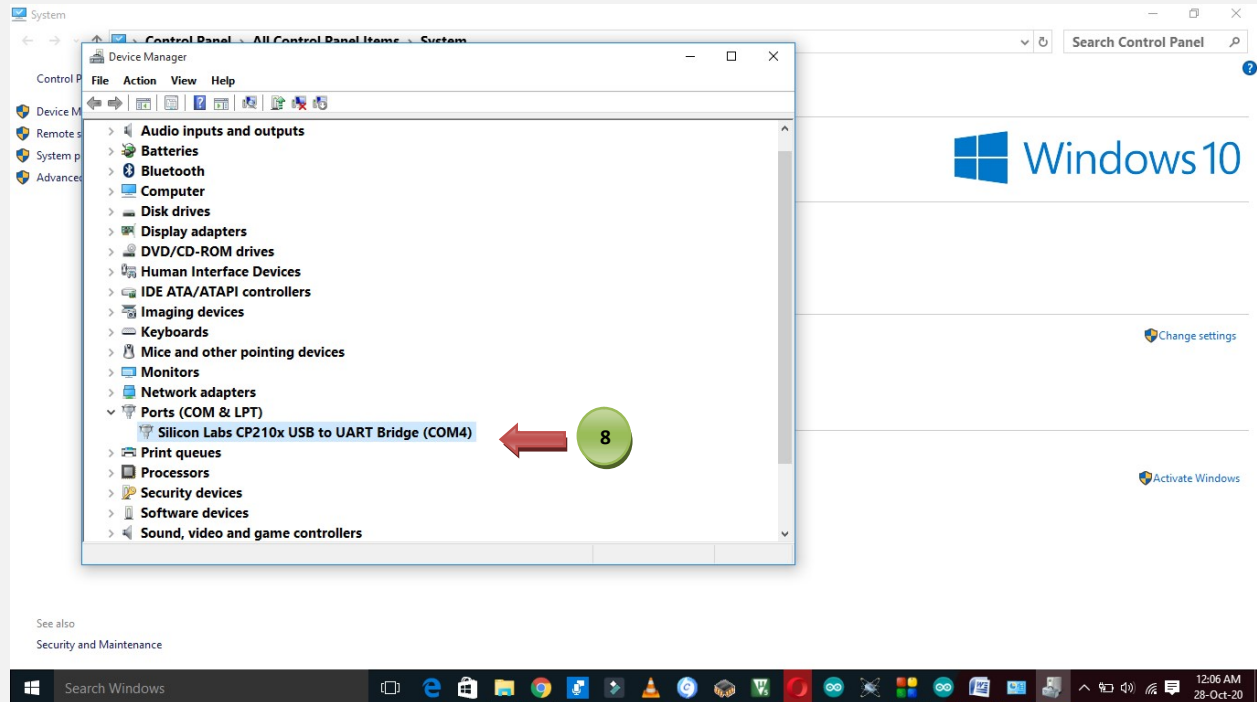 System
Control Panel > All Control Panel Items > System
Search Control Panel
Device Manager
Control P
File Action View Help
Device M
Remote s
System p
Advanced
Audio inputs and outputs
Batteries
Bluetooth
Computer
Disk drives
Display adapters
DVD/CD-ROM drives
Human Interface Devices
IDE ATA/ATAPI controllers
Imaging devices
Keyboards
Mice and other pointing devices
Monitors
Network adapters
Ports (COM & LPT)
Silicon Labs CP210x USB to UART Bridge (COM4)
8
Print queues
Processors
Security devices
Software devices
Sound, video and game controllers
Windows 10
Change settings
Activate Windows
See also
Security and Maintenance
Search Windows
12:06 AM
28-Oct-20